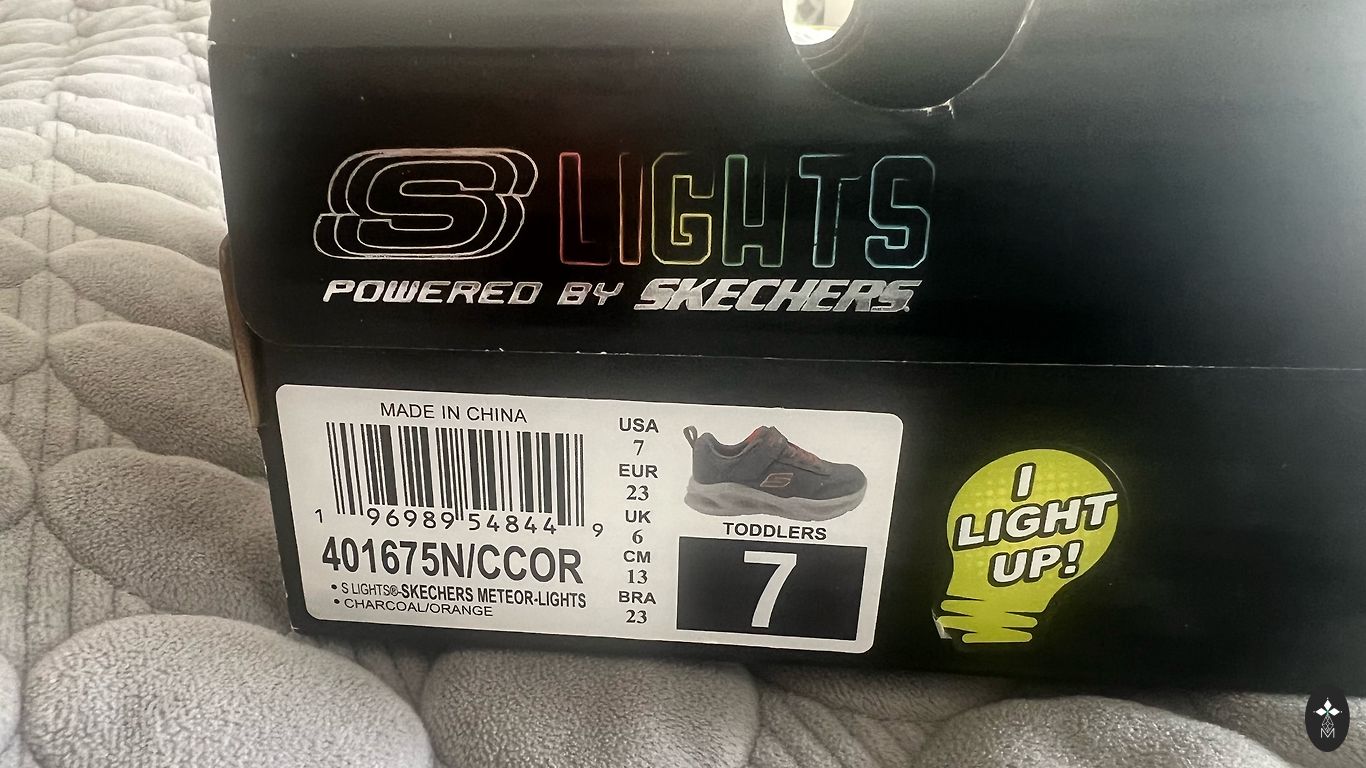 S LIGHTS
POWERED BY SKECHERS
MADE IN CHINA
1 96989 54844 9
401675N/CCOR
• S LIGHTS®-SKECHERS METEOR-LIGHTS
• CHARCOAL/ORANGE
USA
7
EUR
23
UK
6
CM
13
BRA
23
S
TODDLERS
7
I
LIGHT
UP!
M